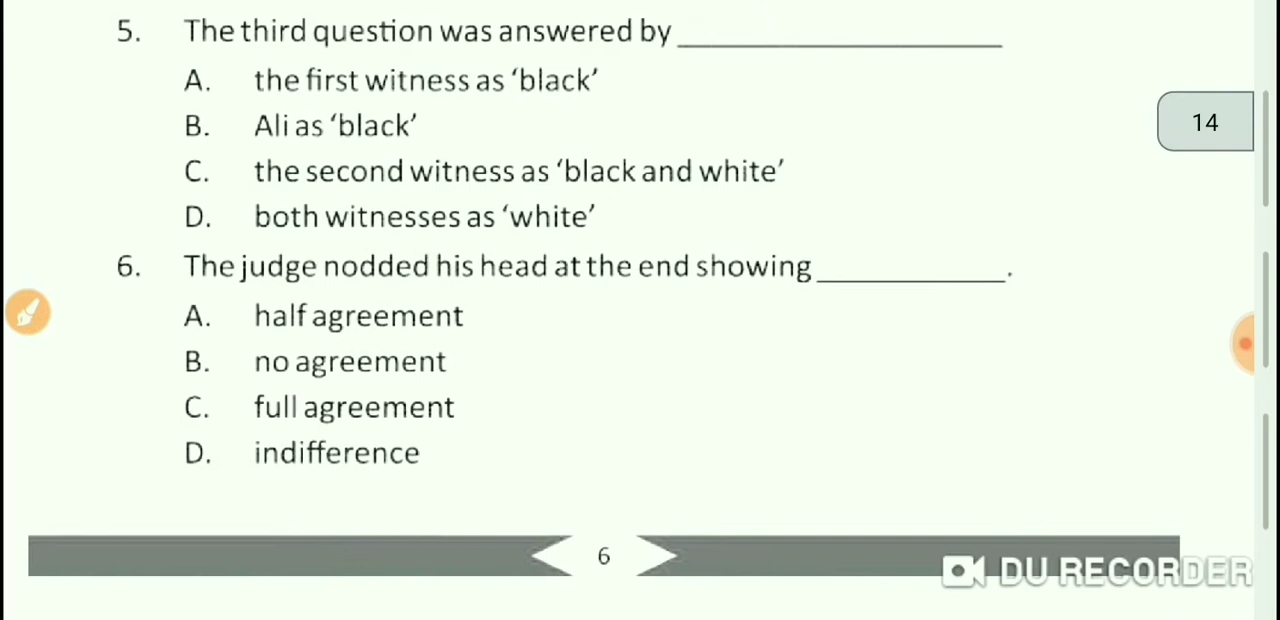 5. The third question was answered by ____________________
A. the first witness as ‘black’
B. Ali as ‘black’
14
C. the second witness as ‘black and white’
D. both witnesses as ‘white’
6. The judge nodded his head at the end showing ____________.
A. half agreement
B. no agreement
C. full agreement
D. indifference
6
DU RECORDER